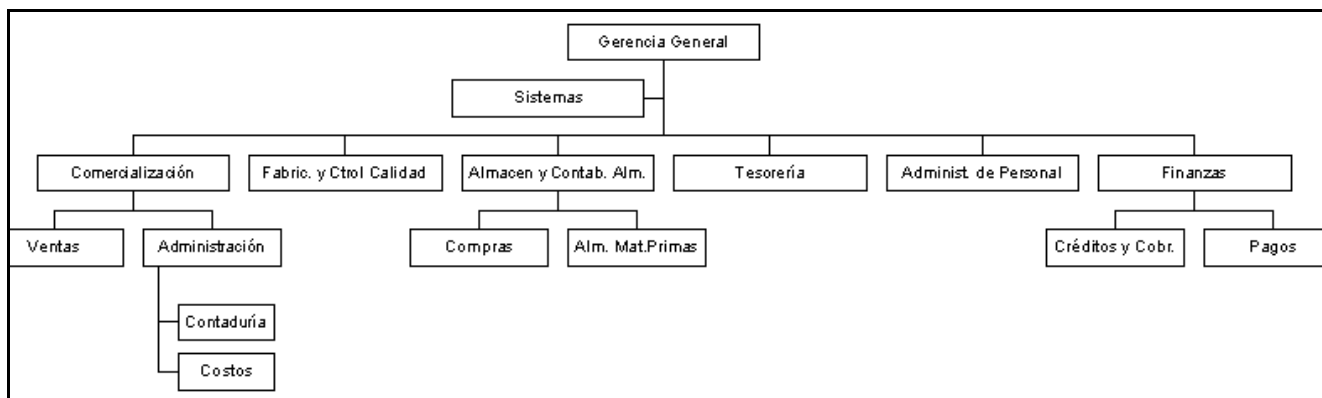 Gerencia General
Sistemas
Comercialización
Fabric. y Ctrol Calidad
Almacen y Contab. Alm.
Tesorería
Administ. de Personal
Finanzas
Ventas
Administración
Compras
Alm. Mat.Primas
Créditos y Cobr.
Pagos
Contaduría
Costos